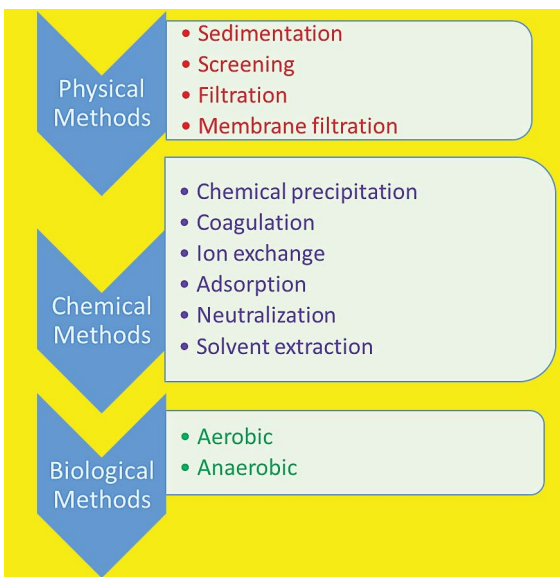 Physical
Methods
• Sedimentation
• Screening
• Filtration
• Membrane filtration
Chemical
Methods
• Chemical precipitation
• Coagulation
• Ion exchange
• Adsorption
• Neutralization
• Solvent extraction
Biological
Methods
• Aerobic
• Anaerobic